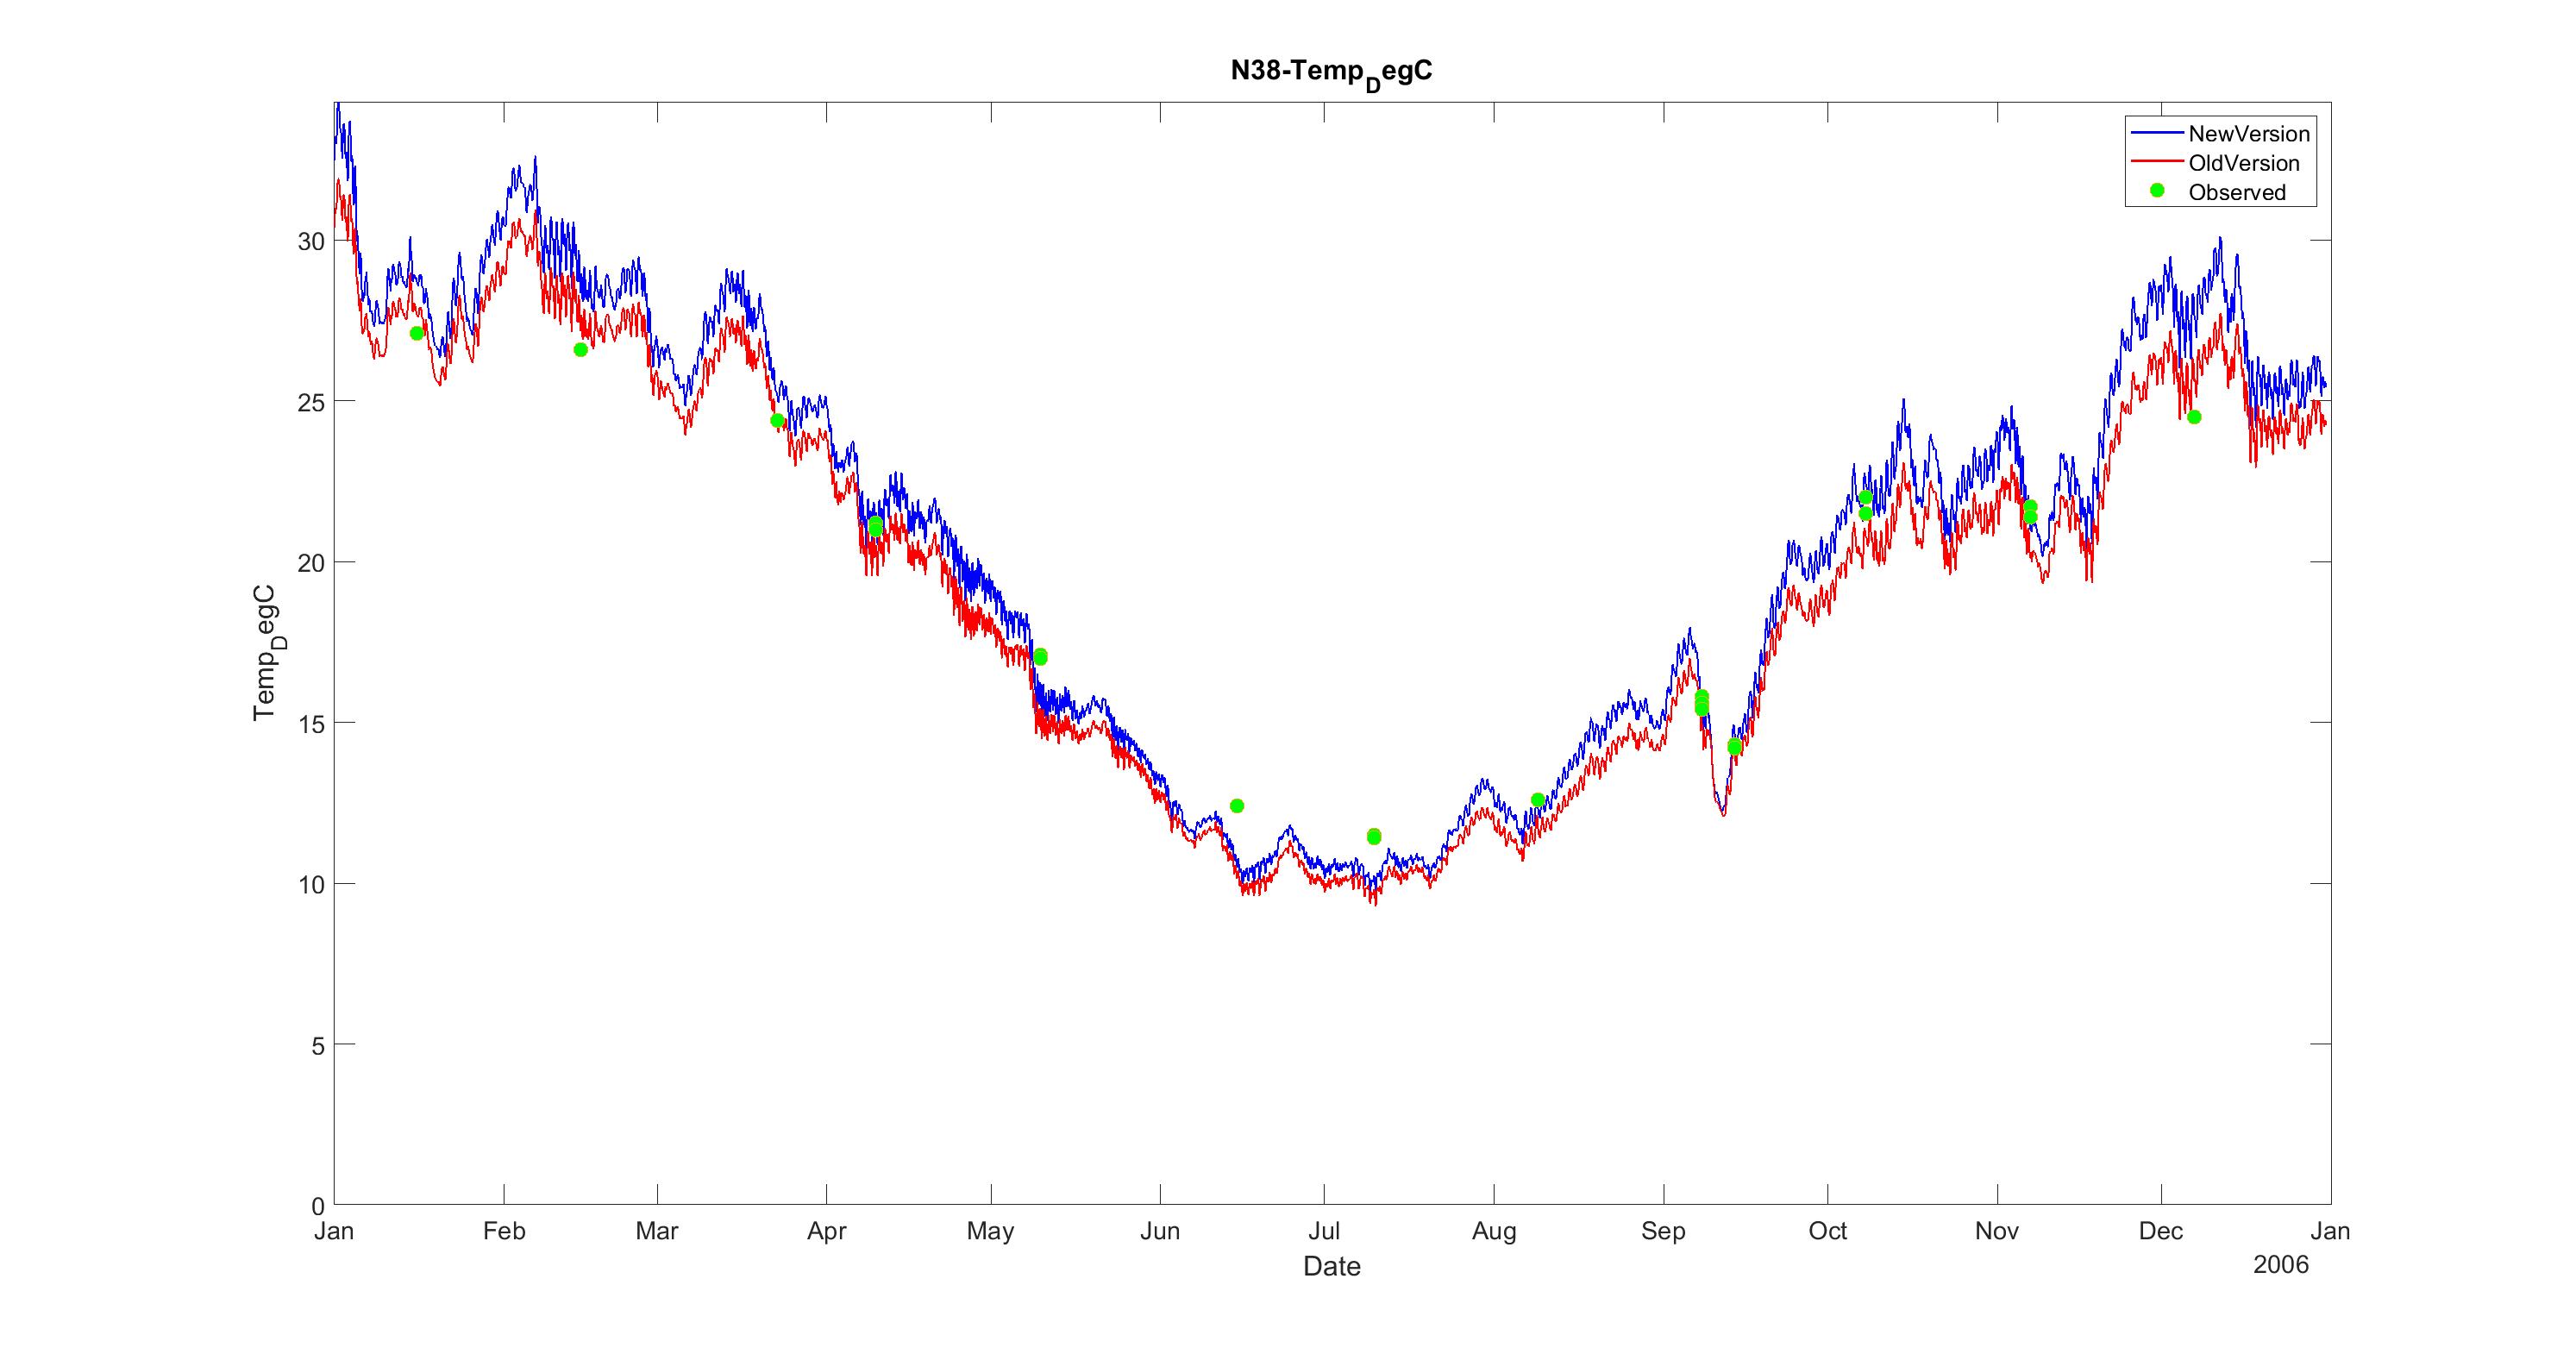 N38-Temp_DegC
NewVersion
OldVersion
Observed
30
25
20
15
10
5
0
Temp_DegC
Jan Feb Mar Apr May Jun Jul Aug Sep Oct Nov Dec Jan
Date
2006